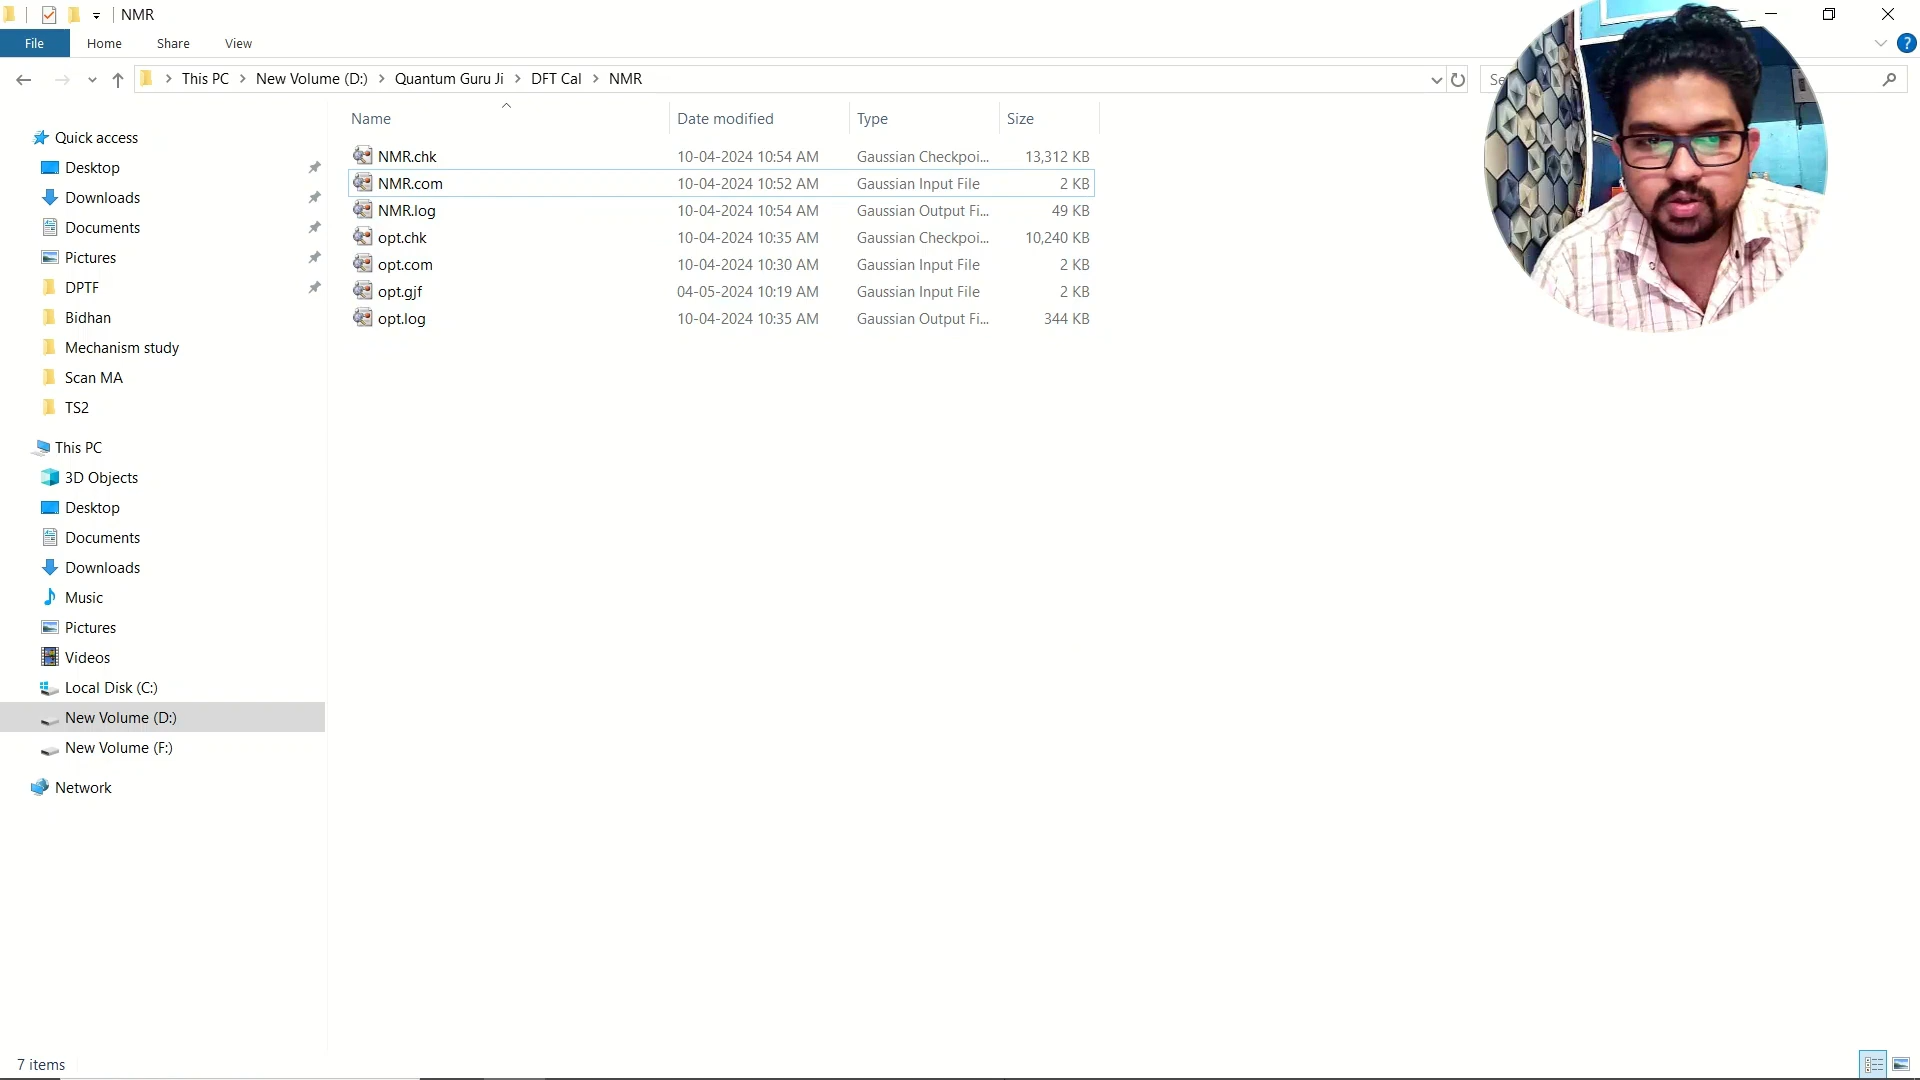 NMR
File Home Share View
This PC New Volume (D:) Quantum Guru Ji DFT Cal NMR
Name Date modified Type Size
NMR.chk 10-04-2024 10:54 AM Gaussian Checkpoi... 13,312 KB
NMR.com 10-04-2024 10:52 AM Gaussian Input File 2 KB
NMR.log 10-04-2024 10:54 AM Gaussian Output Fi... 49 KB
opt.chk 10-04-2024 10:35 AM Gaussian Checkpoi... 10,240 KB
opt.com 10-04-2024 10:30 AM Gaussian Input File 2 KB
opt.gjf 04-05-2024 10:19 AM Gaussian Input File 2 KB
opt.log 10-04-2024 10:35 AM Gaussian Output Fi... 344 KB
Quick access
Desktop
Downloads
Documents
Pictures
DPTF
Bidhan
Mechanism study
Scan MA
TS2
This PC
3D Objects
Desktop
Documents
Downloads
Music
Pictures
Videos
Local Disk (C:)
New Volume (D:)
New Volume (F:)
Network
7 items